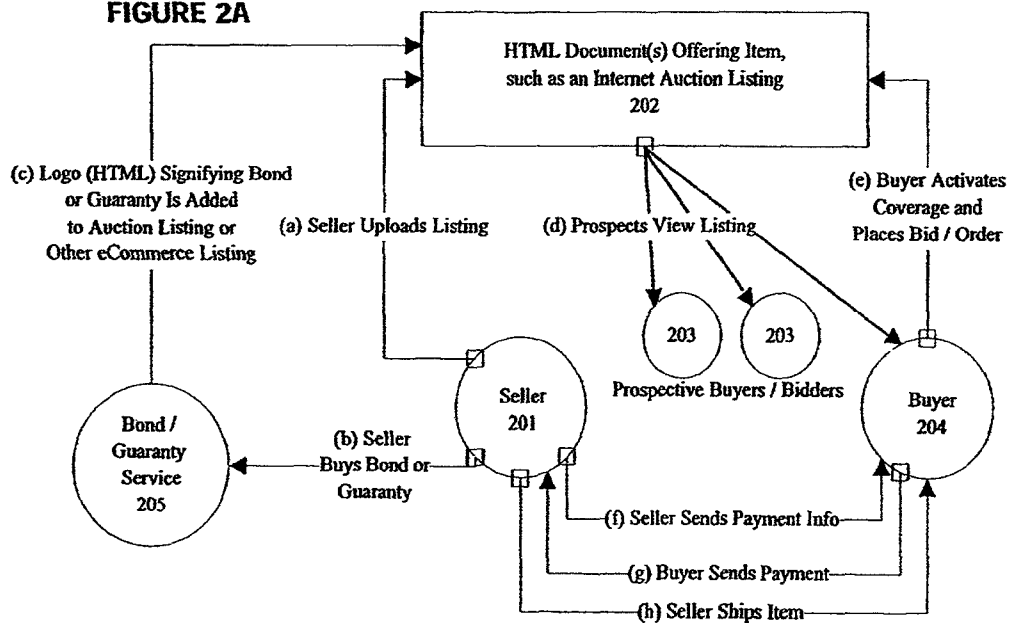 FIGURE 2A
HTML Document(s) Offering Item,
such as an Internet Auction Listing
202
(c) Logo (HTML) Signifying Bond
or Guaranty Is Added
to Auction Listing or
Other eCommerce Listing
(a) Seller Uploads Listing
(d) Prospects View Listing
(e) Buyer Activates
Coverage and
Places Bid / Order
203
203
Prospective Buyers / Bidders
Seller
201
Buyer
204
Bond /
Guaranty
Service
205
(b) Seller
Buys Bond or
Guaranty
(f) Seller Sends Payment Info
(g) Buyer Sends Payment
(h) Seller Ships Item